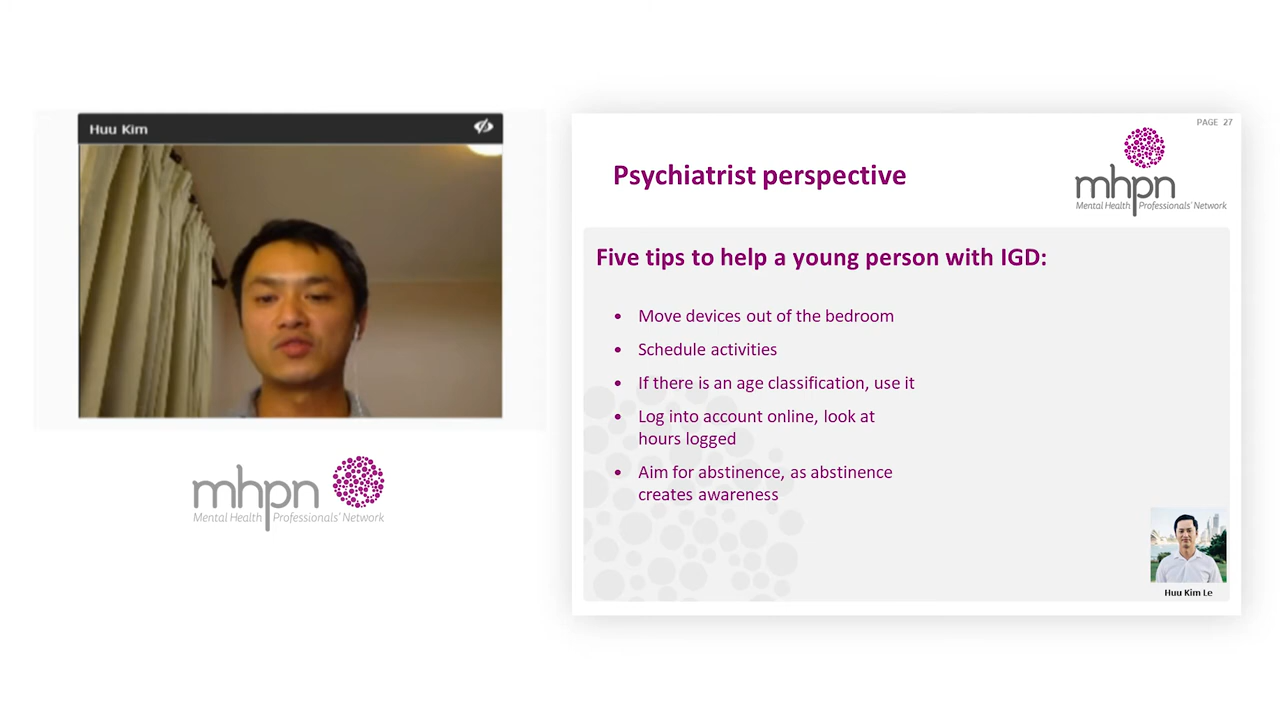 Huu Kim
mhpn
Mental Health Professionals' Network
PAGE 27
Psychiatrist perspective
mhpn
Mental Health Professionals' Network
Five tips to help a young person with IGD:
• Move devices out of the bedroom
• Schedule activities
• If there is an age classification, use it
• Log into account online, look at
hours logged
• Aim for abstinence, as abstinence
creates awareness
Huu Kim Le